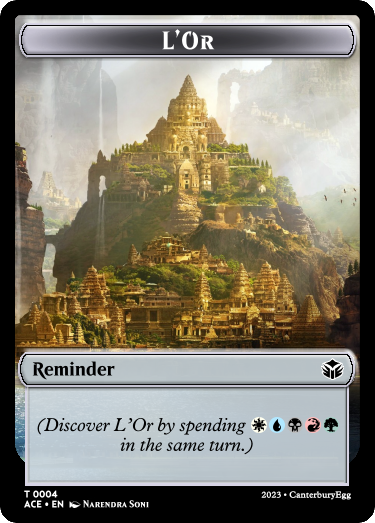 L'Or
Reminder
(Discover L'Or by spending
in the same turn.)
T 0004
ACE • EN Narendra Soni
2023 • CanterburyEgg